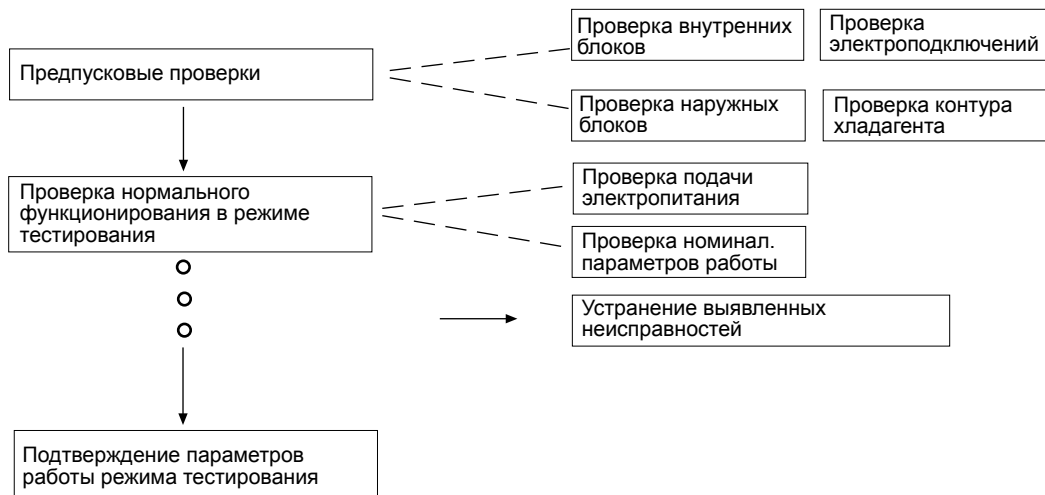 Предпусковые проверки
Проверка внутренних
блоков
Проверка
электроподключений
Проверка наружных
блоков
Проверка контура
хладагента
Проверка нормального
функционирования в режиме
тестирования
Проверка подачи
электропитания
Проверка номинал.
параметров работы
Устранение выявленных
неисправностей
Подтверждение параметров
работы режима тестирования